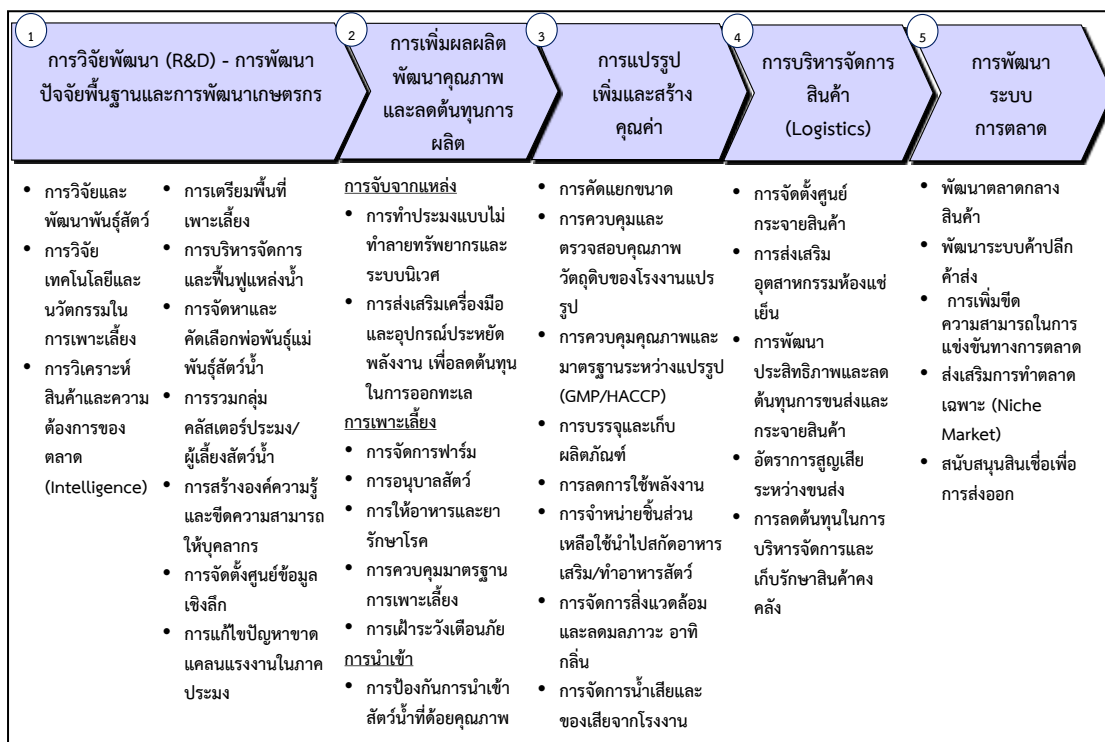 1
การวิจัยพัฒนา (R&D) - การพัฒนา
ปัจจัยพื้นฐานและการพัฒนาเกษตรกร
2
การเพิ่มผลผลิต
พัฒนาคุณภาพ
และลดต้นทุนการ
ผลิต
3
การแปรรูป
เพิ่มและสร้าง
คุณค่า
4
การบริหารจัดการ
สินค้า
(Logistics)
5
การพัฒนา
ระบบ
การตลาด
• การวิจัยและ
พัฒนาพันธุ์สัตว์
• การวิจัย
เทคโนโลยีและ
นวัตกรรมใน
การเพาะเลี้ยง
• การวิเคราะห์
สินค้าและความ
ต้องการของ
ตลาด
(Intelligence)
• การเตรียมพื้นที่
เพาะเลี้ยง
• การบริหารจัดการ
และฟื้นฟูแหล่งน้ำ
• การจัดหาและ
คัดเลือกพ่อพันธุ์แม่
พันธุ์สัตว์น้ำ
• การรวมกลุ่ม
คลัสเตอร์ประมง/
ผู้เลี้ยงสัตว์น้ำ
• การสร้างองค์ความรู้
และขีดความสามารถ
ให้บุคลากร
• การจัดตั้งศูนย์ข้อมูล
เชิงลึก
• การแก้ไขปัญหาขาด
แคลนแรงงานในภาค
ประมง
การจับจากแหล่ง
• การทำประมงแบบไม่
ทำลายทรัพยากรและ
ระบบนิเวศ
• การส่งเสริมเครื่องมือ
และอุปกรณ์ประหยัด
พลังงาน เพื่อลดต้นทุน
ในการออกทะเล
การเพาะเลี้ยง
• การจัดการฟาร์ม
• การอนุบาลสัตว์
• การให้อาหารและยา
รักษาโรค
• การควบคุมมาตรฐาน
การเพาะเลี้ยง
• การเฝ้าระวังเตือนภัย
การนำเข้า
• การป้องกันการนำเข้า
สัตว์น้ำที่ด้อยคุณภาพ
• การคัดแยกขนาด
• การควบคุมและ
ตรวจสอบคุณภาพ
วัตถุดิบของโรงงานแปร
รูป
• การควบคุมคุณภาพและ
มาตรฐานระหว่างแปรรูป
(GMP/HACCP)
• การบรรจุและเก็บ
ผลิตภัณฑ์
• การลดการใช้พลังงาน
• การจำหน่ายชิ้นส่วน
เหลือใช้นำไปสกัดอาหาร
เสริม/ทำอาหารสัตว์
• การจัดการสิ่งแวดล้อม
และลดมลภาวะ อาทิ
กลิ่น
• การจัดการน้ำเสียและ
ของเสียจากโรงงาน
• การจัดตั้งศูนย์
กระจายสินค้า
• การส่งเสริม
อุตสาหกรรมห้องแช่
เย็น
• การพัฒนา
ประสิทธิภาพและลด
ต้นทุนการขนส่งและ
กระจายสินค้า
• อัตราการสูญเสีย
ระหว่างขนส่ง
• การลดต้นทุนในการ
บริหารจัดการและ
เก็บรักษาสินค้าคง
คลัง
• พัฒนาตลาดกลาง
สินค้า
• พัฒนาระบบค้าปลีก
ค้าส่ง
• การเพิ่มขีด
ความสามารถในการ
แข่งขันทางการตลาด
• ส่งเสริมการทำตลาด
เฉพาะ (Niche
Market)
• สนับสนุนสินเชื่อเพื่อ
การส่งออก